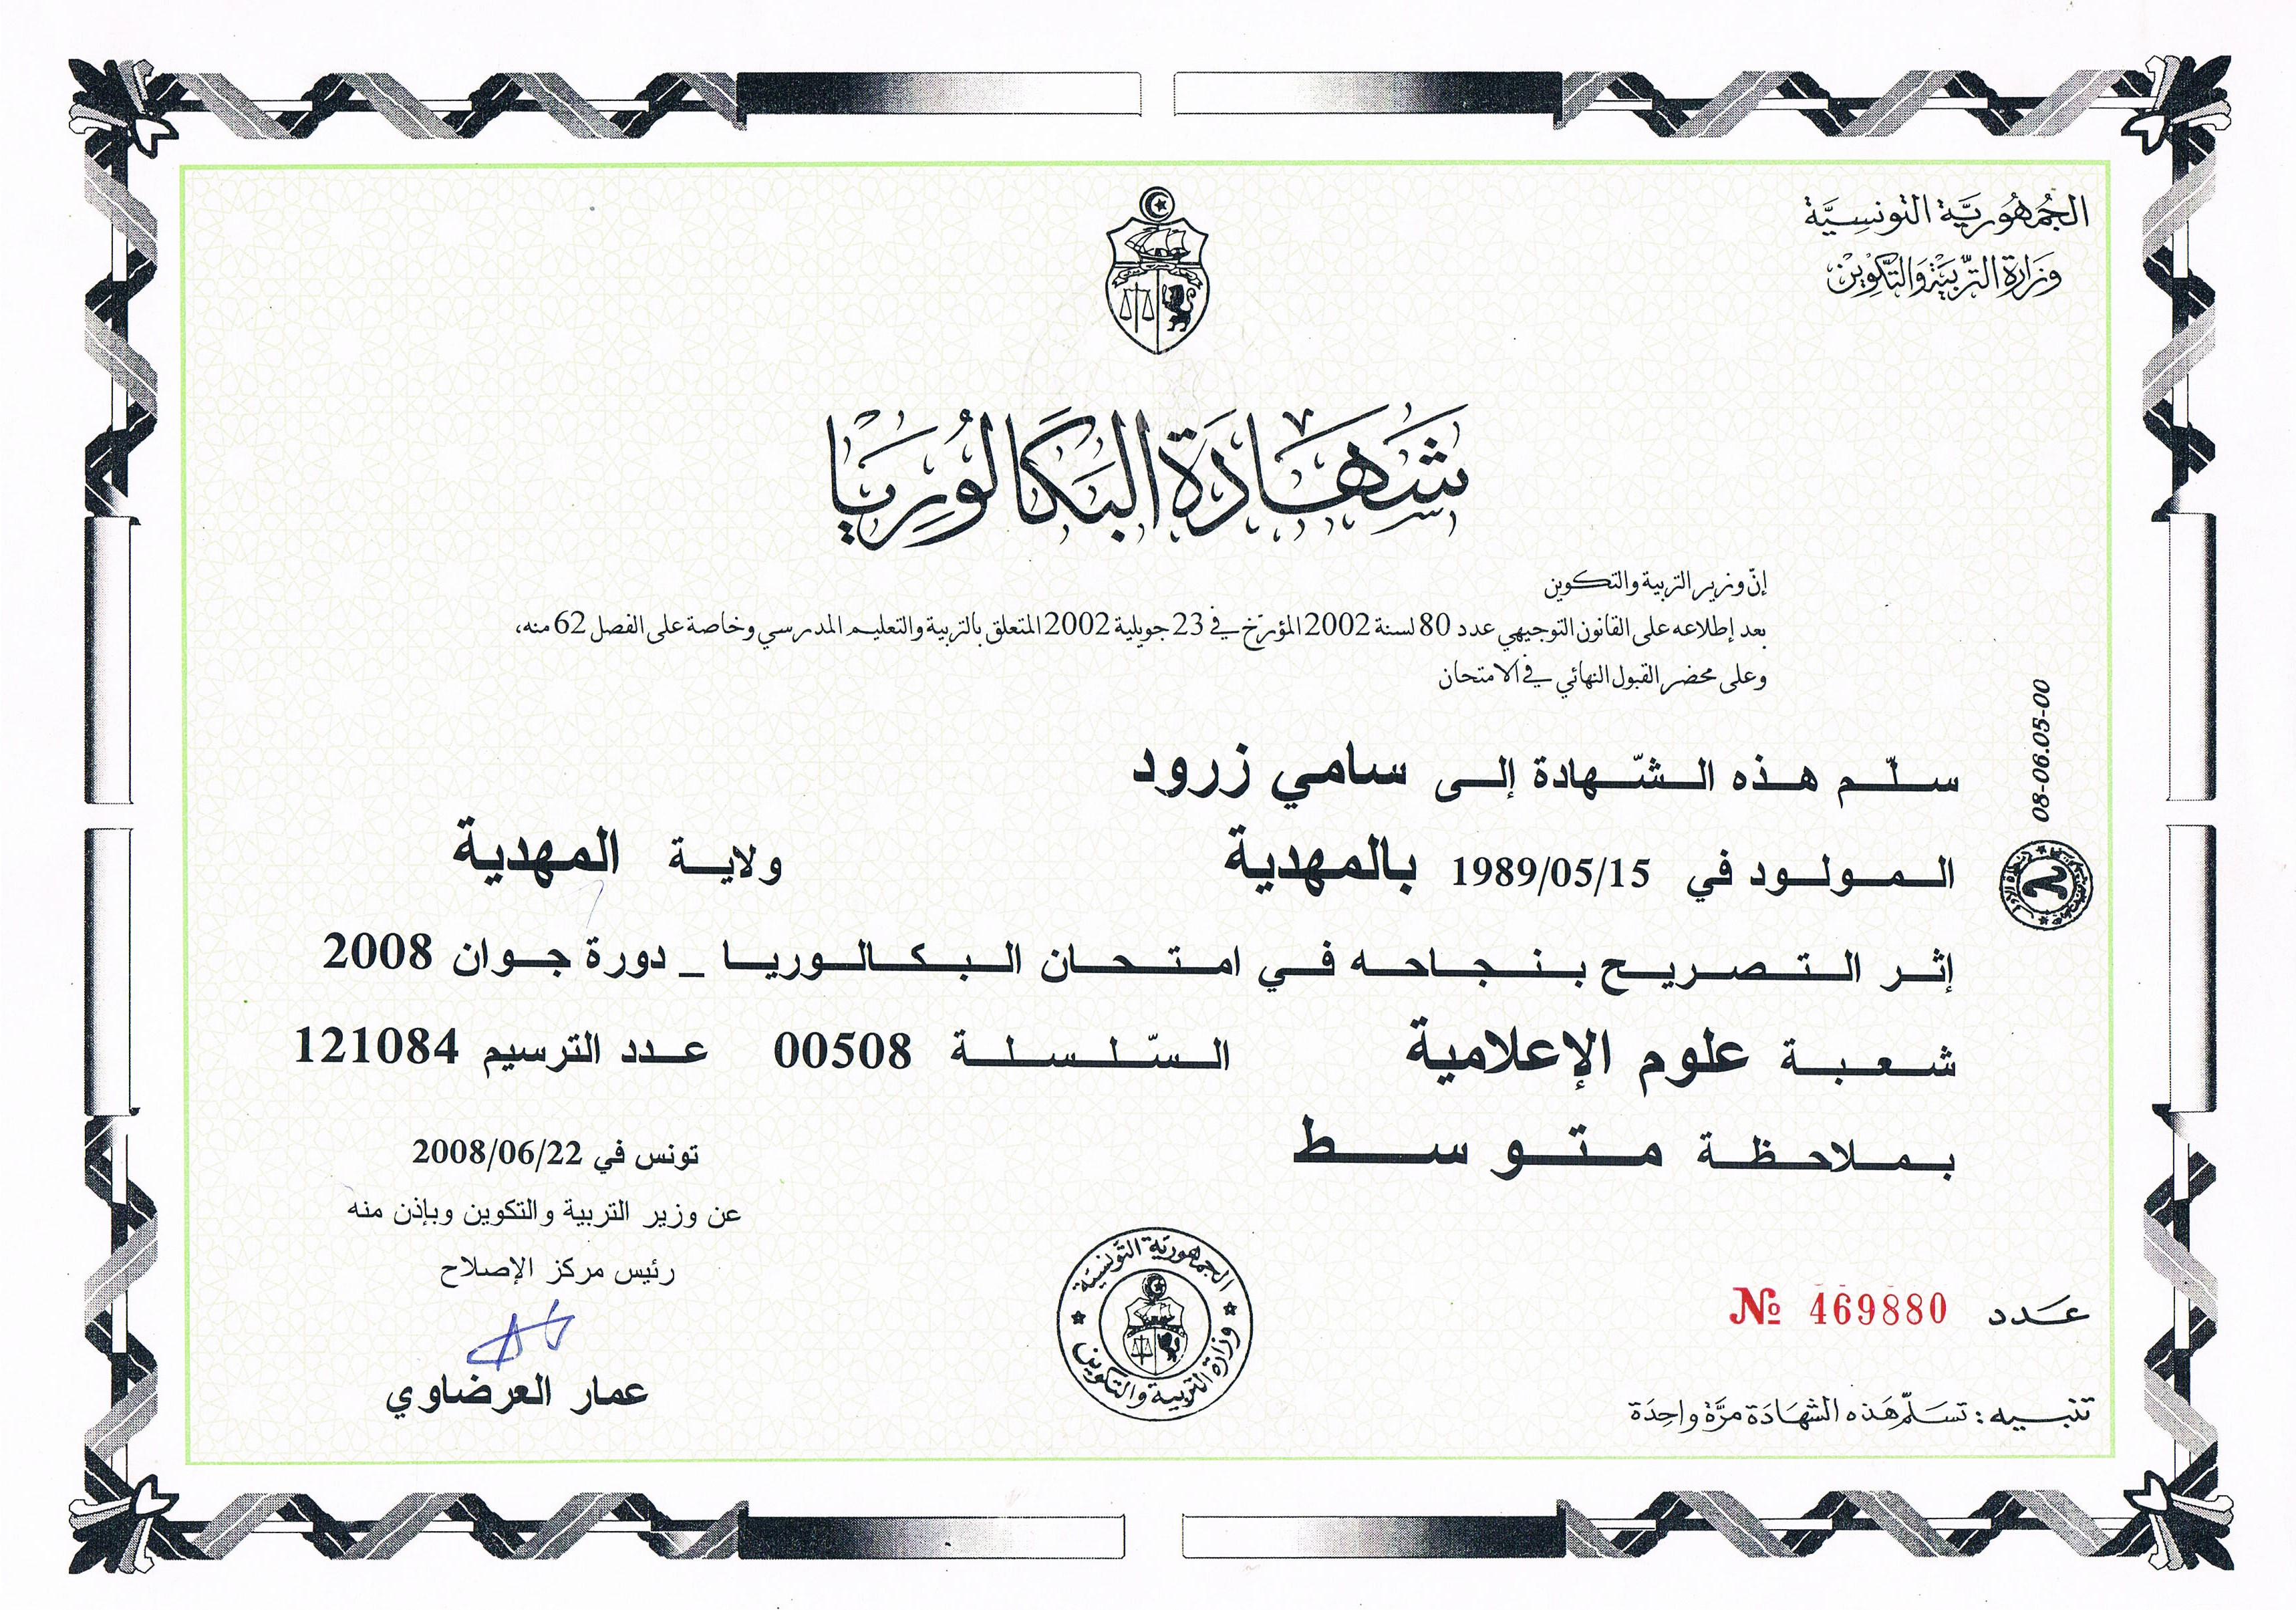 الجمهورية التونسية
وزارة التربية والتكوين
شهادة البكالوريا
إنّ وزير التربية والتكوين
بعد إطلاعه على القانون التوجيهي عدد 80 لسنة 2002 المؤرّخ في 23 جويلية 2002 المتعلق بالتربية والتعليم المدرسي وخاصة على الفصل 62 منه،
وعلى محضر القبول النهائي في الامتحان
سلّم هذه الشّهادة إلى سامي زرود
المولود في 1989/05/15 بالمهدية ولاية المهدية
إثر التصريح بنجاحه في امتحان البكالوريا _ دورة جوان 2008
شعبة علوم الإعلامية السّلسلة 00508 عدد الترسيم 121084
بملاحظة متوسط
تونس في 2008/06/22
عن وزير التربية والتكوين وبإذن منه
رئيس مركز الإصلاح
عمار العرضاوي
08-06.05-00
الجمهورية التونسية
وزارة التربية والتكوين
عدد № 469880
تنبيه : تسلّم هذه الشهادة مرّة واحدة